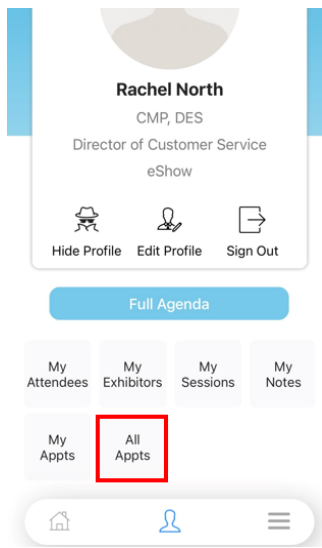 Rachel North
CMP, DES
Director of Customer Service
eShow
Hide Profile Edit Profile Sign Out
Full Agenda
My Attendees
My Exhibitors
My Sessions
My Notes
My Appts
All Appts